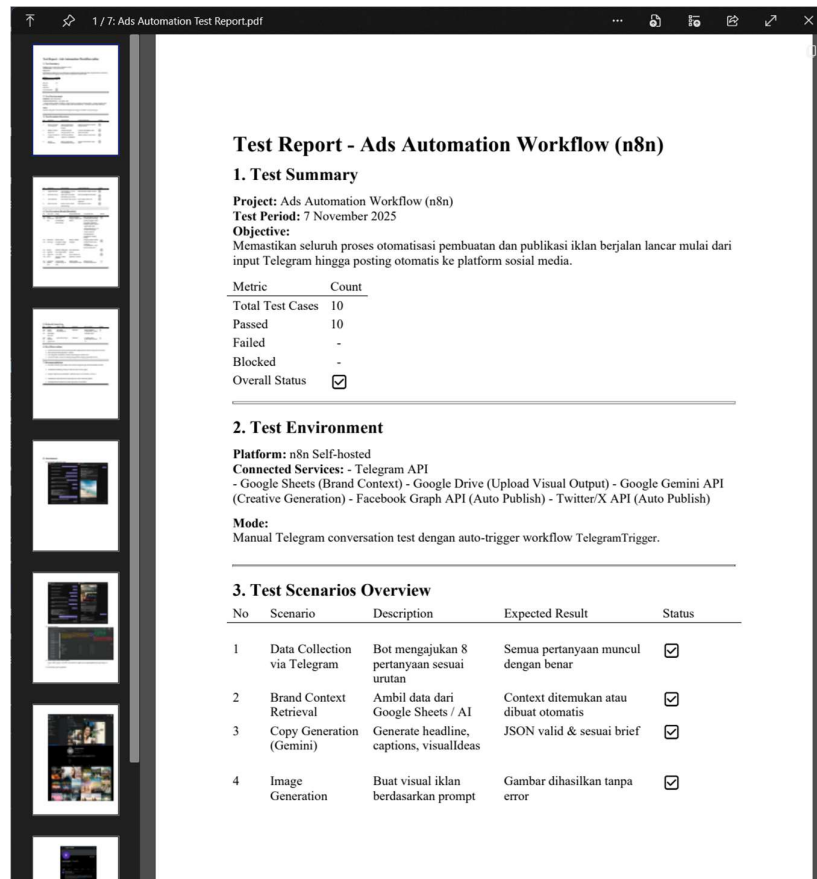 1 / 7: Ads Automation Test Report.pdf
Test Report - Ads Automation Workflow (n8n)
1. Test Summary
Project: Ads Automation Workflow (n8n)
Test Period: 7 November 2025
Objective:
Memastikan seluruh proses otomatisasi pembuatan dan publikasi iklan berjalan lancar mulai dari
input Telegram hingga posting otomatis ke platform sosial media.
Metric Count
Total Test Cases 10
Passed 10
Failed -
Blocked -
Overall Status
2. Test Environment
Platform: n8n Self-hosted
Connected Services: - Telegram API
- Google Sheets (Brand Context) - Google Drive (Upload Visual Output) - Google Gemini API
(Creative Generation) - Facebook Graph API (Auto Publish) - Twitter/X API (Auto Publish)
Mode:
Manual Telegram conversation test dengan auto-trigger workflow TelegramTrigger.
3. Test Scenarios Overview
No Scenario Description Expected Result Status
1 Data Collection Bot mengajukan 8 Semua pertanyaan muncul
via Telegram pertanyaan sesuai dengan benar
urutan
2 Brand Context Ambil data dari Context ditemukan atau
Retrieval Google Sheets / AI dibuat otomatis
3 Copy Generation Generate headline, JSON valid & sesuai brief
(Gemini) captions, visualIdeas
4 Image Buat visual iklan Gambar dihasilkan tanpa
Generation berdasarkan prompt error